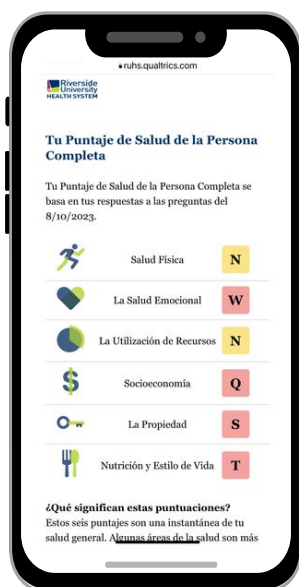 ruhs.qualtrics.com
Riverside
University
HEALTH SYSTEM
Tu Puntaje de Salud de la Persona
Completa
Tu Puntaje de Salud de la Persona Completa se
basa en tus respuestas a las preguntas del
8/10/2023.
Salud Física N
La Salud Emocional W
La Utilización de Recursos N
Socioeconomía Q
La Propiedad S
Nutrición y Estilo de Vida T
¿Qué significan estas puntuaciones?
Estos seis puntajes son una instantánea de tu
salud general. Algunas áreas de la salud son más